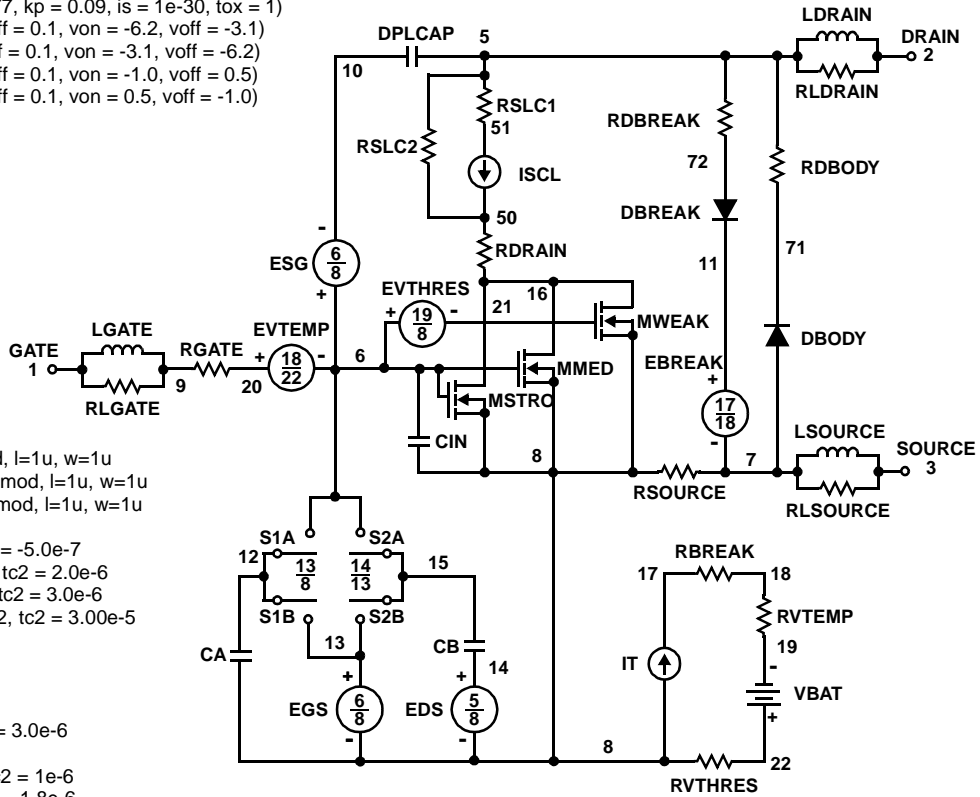 7, kp = 0.09, is = 1e-30, tox = 1)
ff = 0.1, von = -6.2, voff = -3.1)
f = 0.1, von = -3.1, voff = -6.2)
ff = 0.1, von = -1.0, voff = 0.5)
ff = 0.1, von = 0.5, voff = -1.0)
DPLCAP
5
10
LDRAIN
DRAIN
2
RLDRAIN
RSLC1
51
RSLC2
ISCL
50
RDRAIN
RDBREAK
72
RDBODY
DBREAK
71
11
ESG
-
6
8
+
EVTHRES
+
19
8
-
21
16
MWEAK
DBODY
EBREAK
+
17
18
-
GATE
1
LGATE
RLGATE
9
RGATE
20
EVTEMP
+
18
22
-
6
MMED
MSTRO
CIN
8
RSOURCE
7
LSOURCE
SOURCE
3
RLSOURCE
d, l=1u, w=1u
mod, l=1u, w=1u
mod, l=1u, w=1u
= -5.0e-7
tc2 = 2.0e-6
tc2 = 3.0e-6
2, tc2 = 3.00e-5
= 3.0e-6
c2 = 1e-6
S1A
S2A
12
13
8
14
13
15
S1B
S2B
13
CA
CB
14
+
EGS
6
8
-
+
EDS
5
8
-
8
RBREAK
17
18
RVTEMP
19
IT
-
VBAT
+
22
RVTHRES